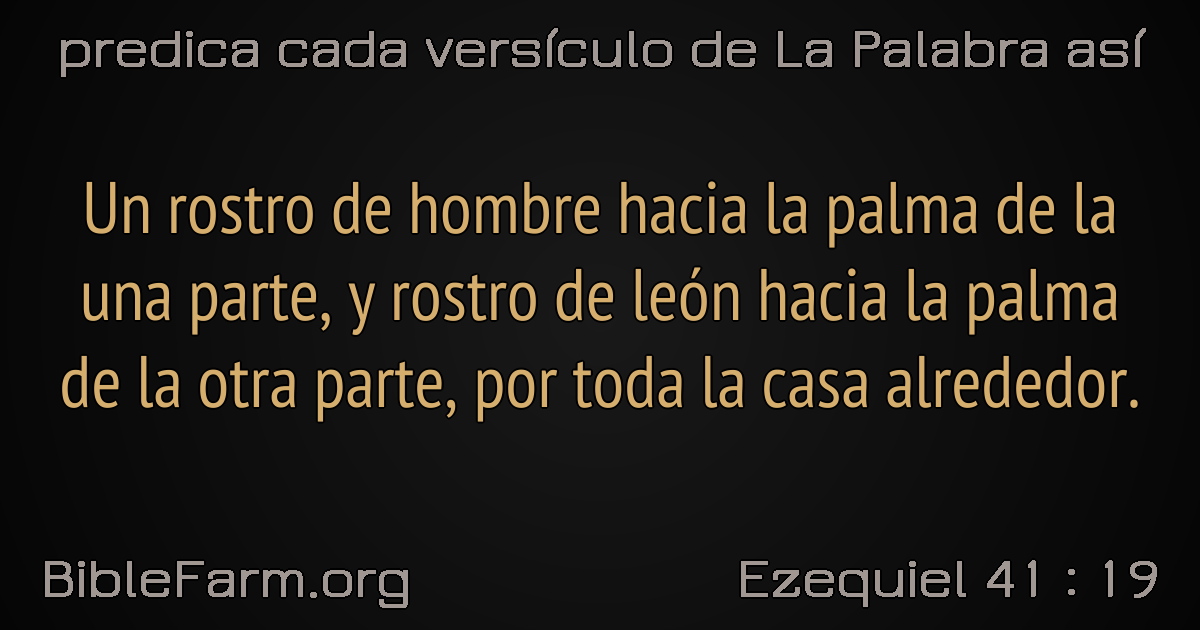 predica cada versículo de La Palabra así
Un rostro de hombre hacia la palma de la
una parte, y rostro de león hacia la palma
de la otra parte, por toda la casa alrededor.
BibleFarm.org
Ezequiel 41 : 19